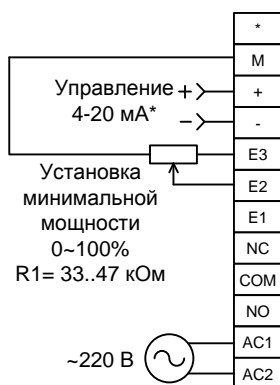 *
M
Управление + +
4-20 мА* - -
E3
Установка
минимальной
мощности
0~100%
R1= 33..47 кОм
E2
E1
NC
COM
NO
~220 В
AC1
AC2